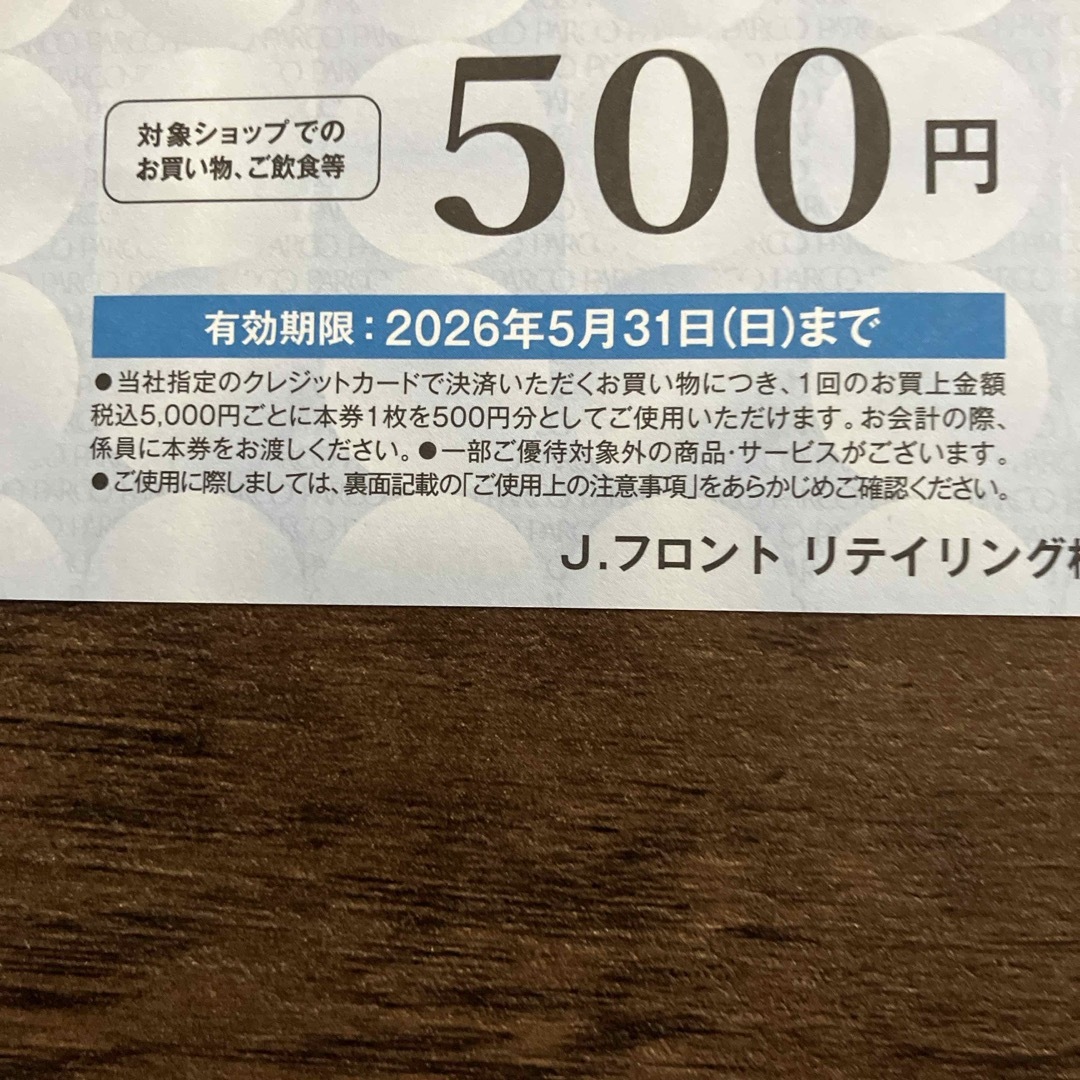 対象ショップでの
お買い物、ご飲食等
500円
有効期限：2026年5月31日(日)まで
●当社指定のクレジットカードで決済いただくお買い物につき、1回のお買上金額
税込5,000円ごとに本券1枚を500円分としてご使用いただけます。お会計の際、
係員に本券をお渡しください。●一部ご優待対象外の商品・サービスがございます。
●ご使用に際しましては、裏面記載の「ご使用上の注意事項」をあらかじめご確認ください。
J.フロント リテイリング